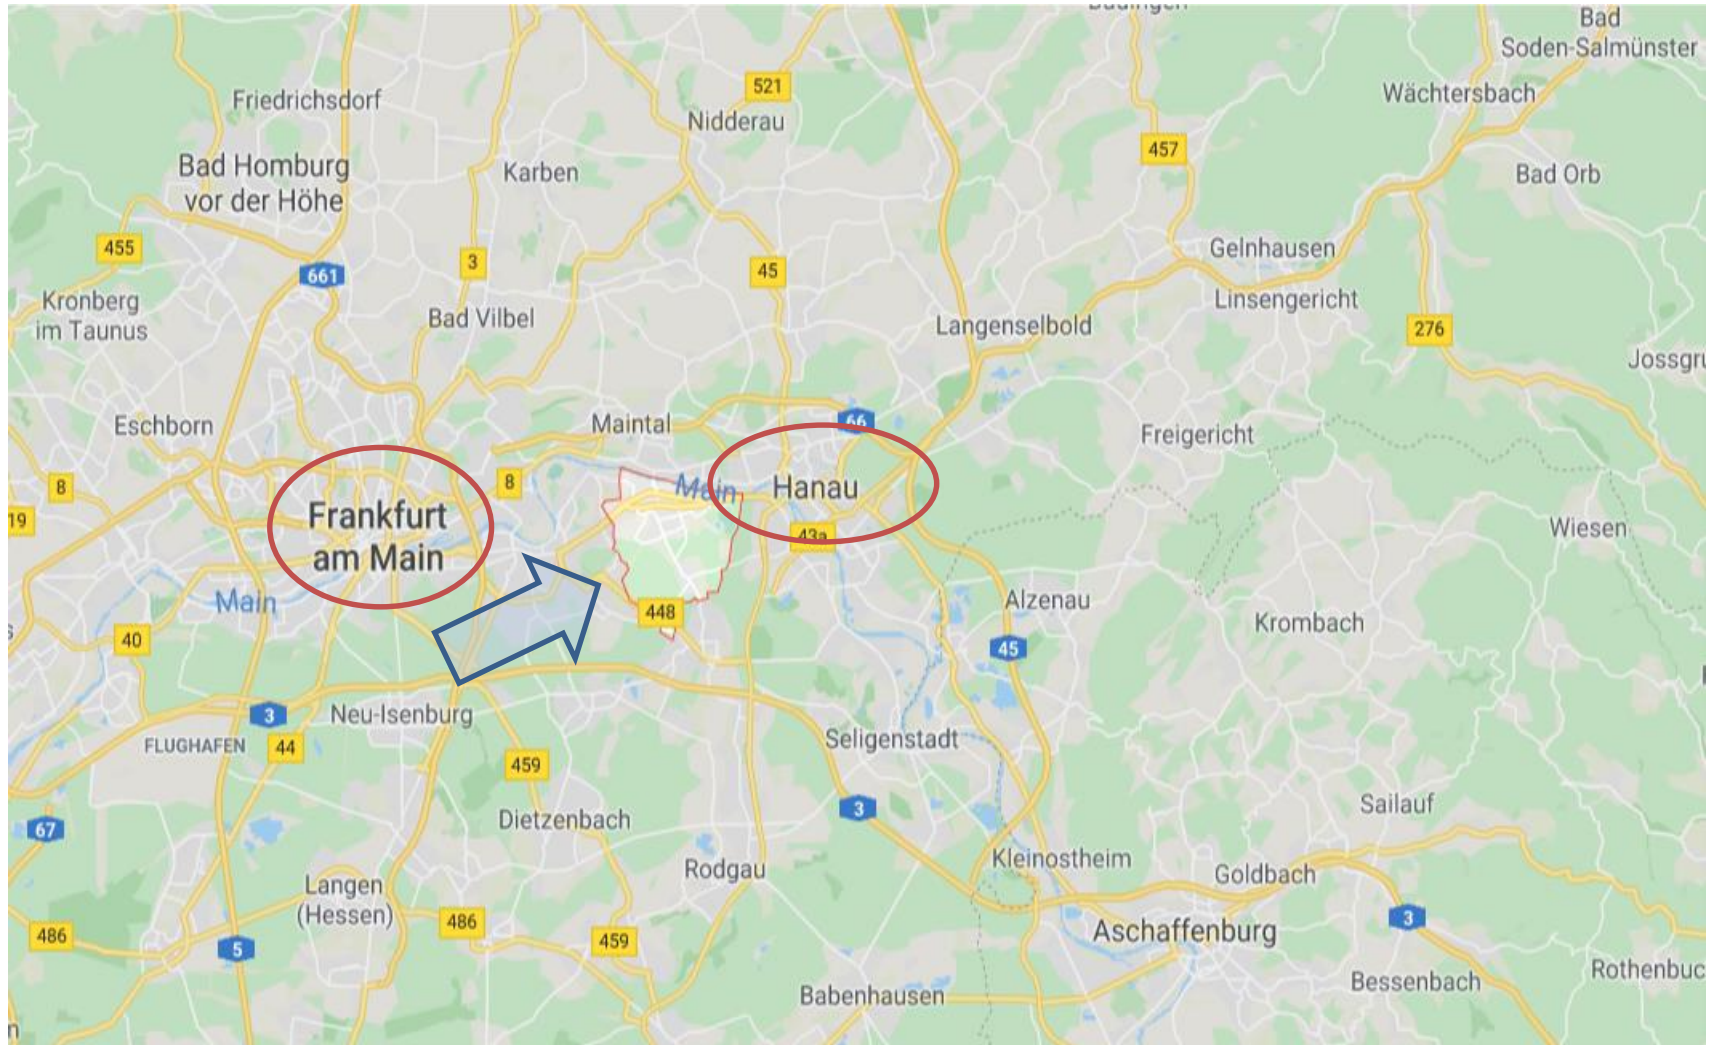 Bad
Soden-Salmünster
521
Wächtersbach
Friedrichsdorf
Nidderau
457
Bad Homburg
vor der Höhe
Karben
Bad Orb
455
3
45
Gelnhausen
661
Kronberg
im Taunus
Linsengericht
Bad Vilbel
Langenselbold
276
Eschborn
Maintal
66
Freigericht
8
8
Main
Hanau
19
Frankfurt
am Main
43a
Wiesen
Main
448
Alzenau
Krombach
40
45
3
Neu-Isenburg
FLUGHAFEN
44
Seligenstadt
459
3
Sailauf
67
Dietzenbach
Kleinostheim
Rodgau
Goldbach
Langen
(Hessen)
486
3
486
5
459
Aschaffenburg
Bessenbach
Babenhausen